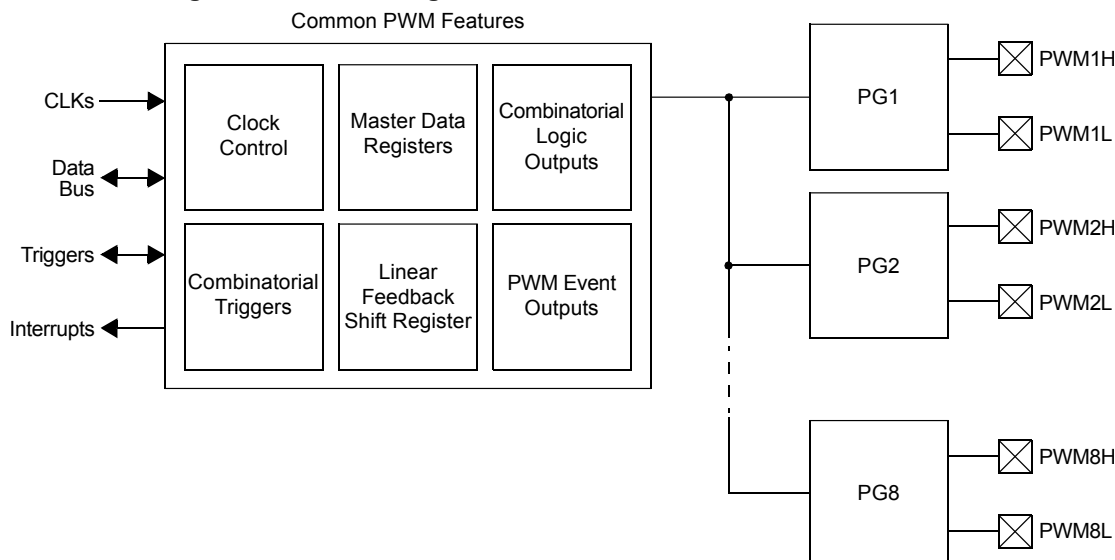 Common PWM Features
CLKs
Data
Bus
Triggers
Interrupts
Clock
Control
Master Data
Registers
Combinatorial
Logic
Outputs
Combinatorial
Triggers
Linear
Feedback
Shift Register
PWM Event
Outputs
PG1
PWM1H
PWM1L
PG2
PWM2H
PWM2L
PG8
PWM8H
PWM8L